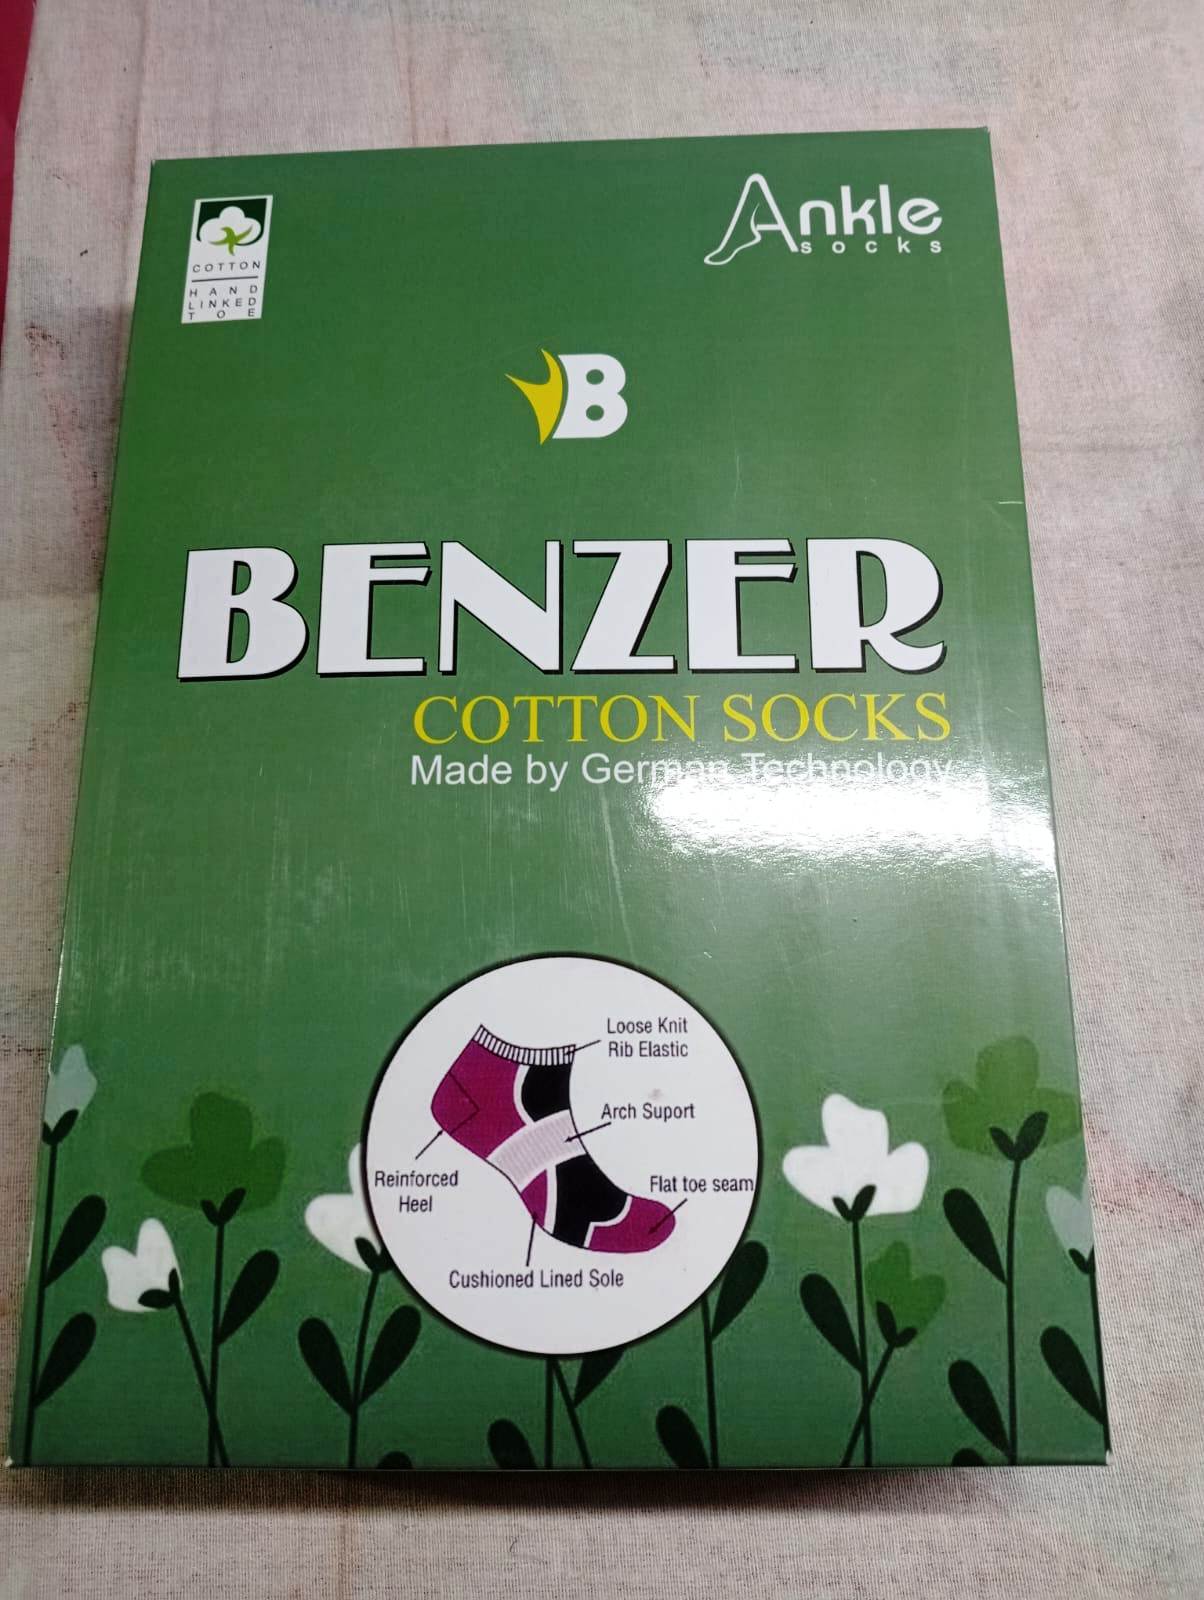 COTTON
HAND
LINKED
TOE
Ankle
socks
B
BENZER
COTTON SOCKS
Made by German Technology
Loose Knit
Rib Elastic
Arch Suport
Reinforced
Heel
Flat toe seam
Cushioned Lined Sole